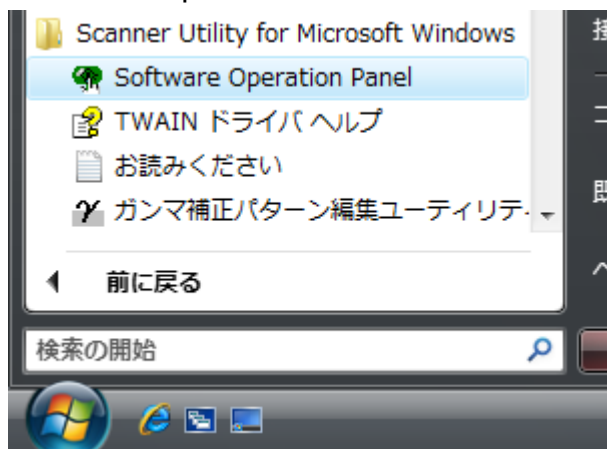 Scanner Utility for Microsoft Windows
Software Operation Panel
TWAIN ドライバ ヘルプ
お読みください
ガンマ補正パターン編集ユーティリテ
前に戻る
検索の開始